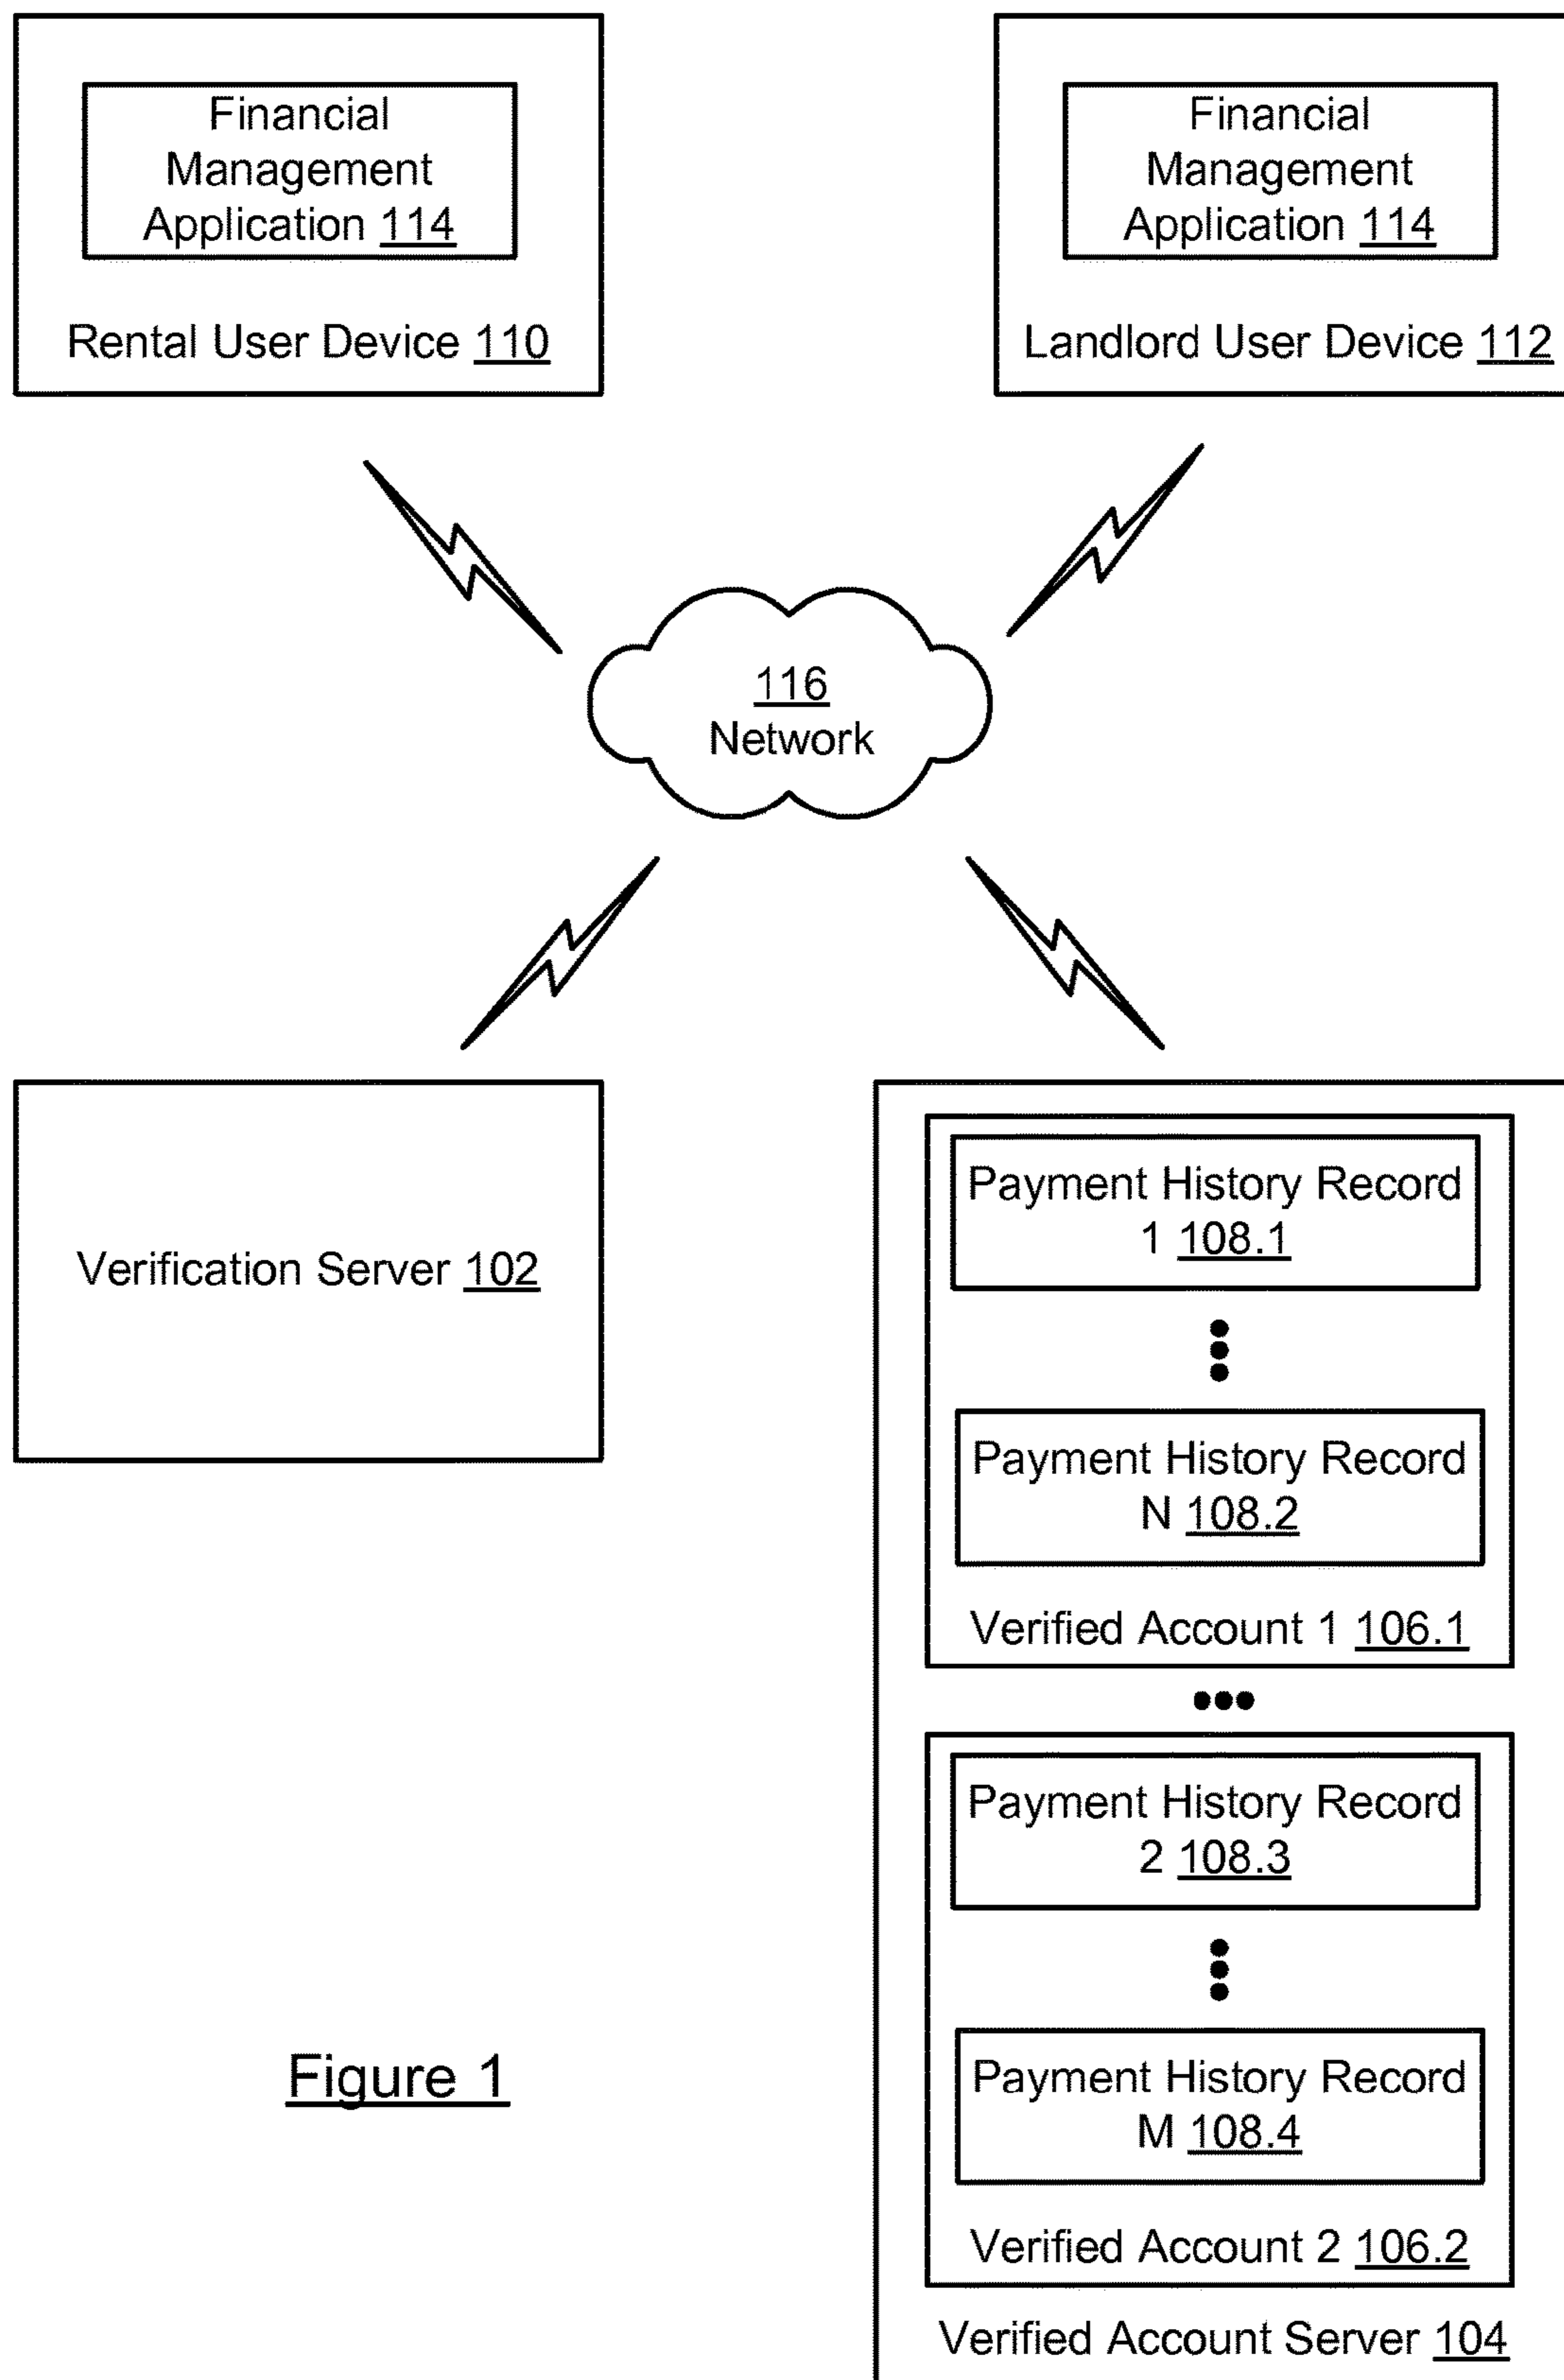 Financial
Management
Application 114
Rental User Device 110
Financial
Management
Application 114
Landlord User Device 112
116
Network
Verification Server 102
Payment History Record
1 108.1
Payment History Record
N 108.2
Verified Account 1 106.1
Payment History Record
2 108.3
Payment History Record
M 108.4
Verified Account 2 106.2
Verified Account Server 104
Figure 1